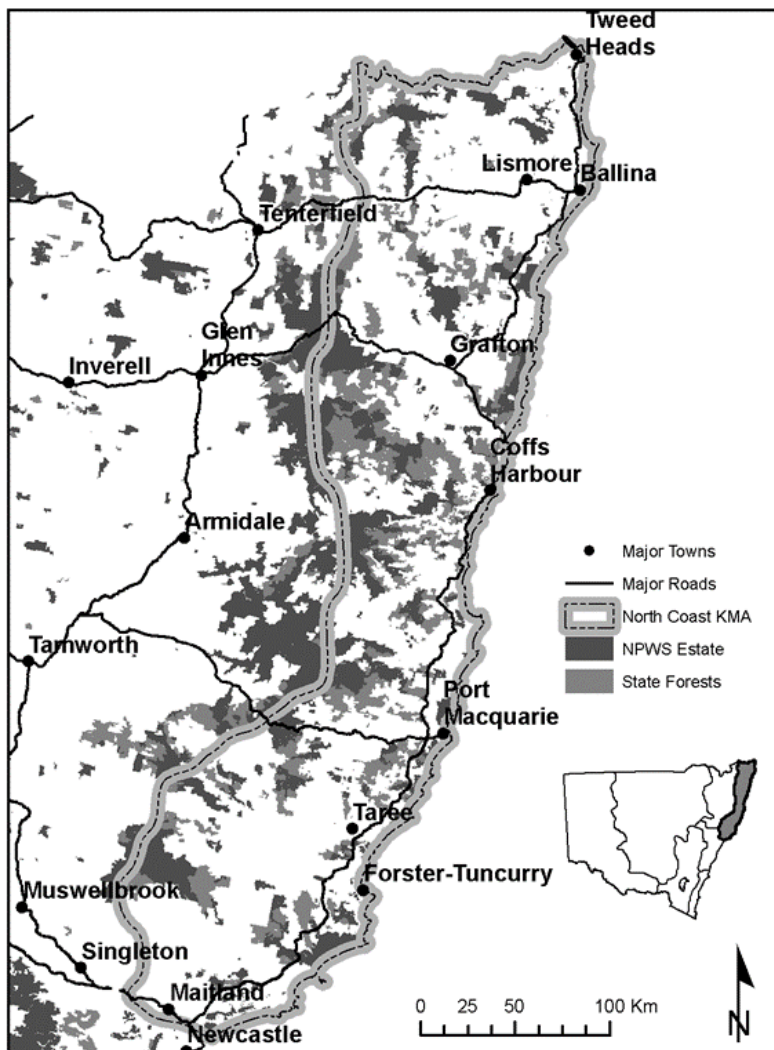 Tweed
Heads
Lismore
Ballina
Tenterfield
Glen
Innes
Inverell
Grafton
Coffs
Harbour
Armidale
Major Towns
Major Roads
North Coast KMA
NPWS Estate
State Forests
Tamworth
Port
Macquarie
Taree
Forster-Tuncurry
Muswellbrook
Singleton
Maitland
Newcastle
0 25 50 100 Km
N